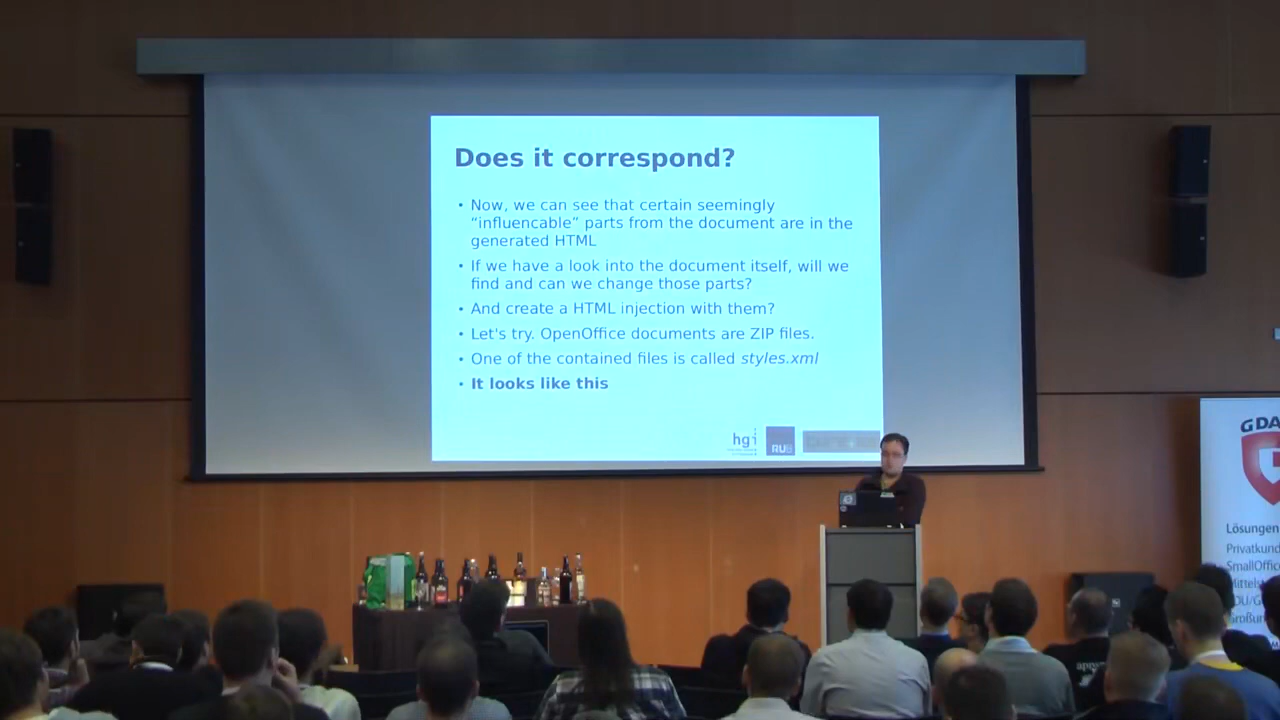 Does it correspond?
• Now, we can see that certain seemingly
“influencable” parts from the document are in the
generated HTML
• If we have a look into the document itself, will we
find and can we change those parts?
• And create a HTML injection with them?
• Let's try. OpenOffice documents are ZIP files.
• One of the contained files is called styles.xml
• It looks like this
hgi
RUB
G DA
Lösungen
Privatkund
SmallOffice